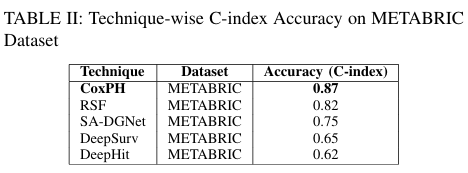 TABLE II: Technique-wise C-index Accuracy on METABRIC
Dataset
Technique Dataset Accuracy (C-index)
CoxPH METABRIC 0.87
RSF METABRIC 0.82
SA-DGNet METABRIC 0.75
DeepSurv METABRIC 0.65
DeepHit METABRIC 0.62